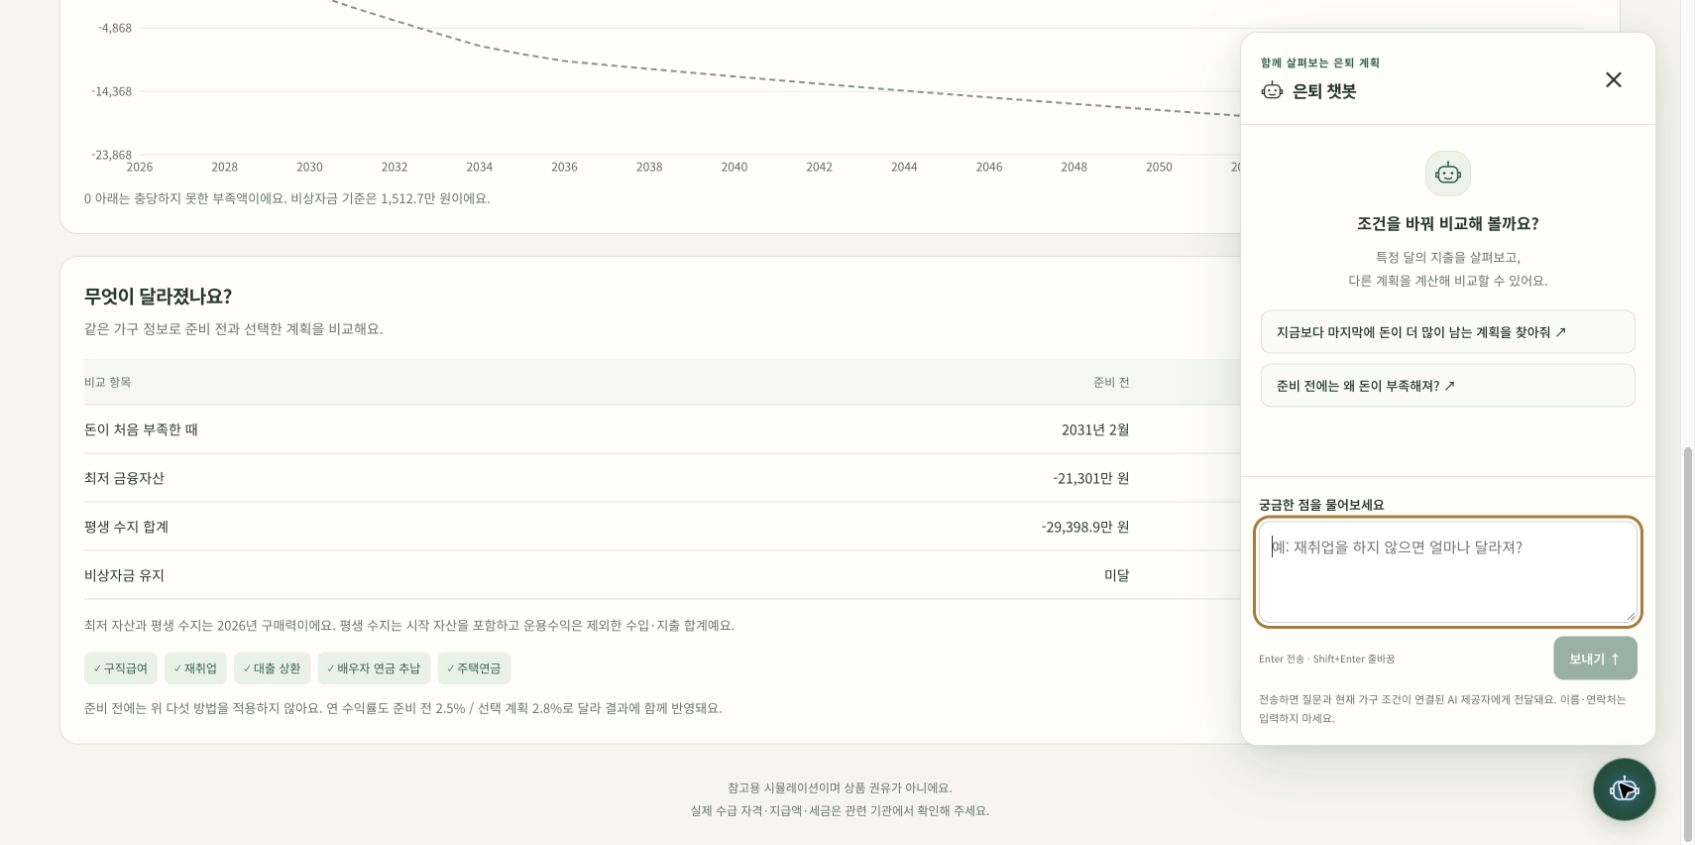 -4,868
-14,368
-23,868
2026 2028 2030 2032 2034 2036 2038 2040 2042 2044 2046 2048 2050
0 아래는 충당하지 못한 부족액이에요. 비상자금 기준은 1,512.7만 원이에요.
무엇이 달라졌나요?
같은 가구 정보로 준비 전과 선택한 계획을 비교해요.
비교 항목 준비 전
돈이 처음 부족한 때 2031년 2월
최저 금융자산 -21,301만 원
평생 수지 합계 -29,398.9만 원
비상자금 유지 미달
최저 자산과 평생 수지는 2026년 구매력이에요. 평생 수지는 시작 자산을 포함하고 운용수익은 제외한 수입·지출 합계예요.
✓ 구직급여 ✓ 재취업 ✓ 대출 상환 ✓ 배우자 연금 추납 ✓ 주택연금
준비 전에는 위 다섯 방법을 적용하지 않아요. 연 수익률도 준비 전 2.5% / 선택 계획 2.8%로 달라 결과에 함께 반영돼요.
참고용 시뮬레이션이며 상품 권유가 아니에요.
실제 수급 자격·지급액·세금은 관련 기관에서 확인해 주세요.
함께 살펴보는 은퇴 계획
은퇴 챗봇
조건을 바꿔 비교해 볼까요?
특정 달의 지출을 살펴보고,
다른 계획을 계산해 비교할 수 있어요.
지금보다 마지막에 돈이 더 많이 남는 계획을 찾아줘 ↗
준비 전에는 왜 돈이 부족해져? ↗
궁금한 점을 물어보세요
예: 재취업을 하지 않으면 얼마나 달라져?
Enter 전송 · Shift+Enter 줄바꿈
보내기 ↑
전송하면 질문과 현재 가구 조건이 연결된 AI 제공자에게 전달돼요. 이름·연락처는
입력하지 마세요.